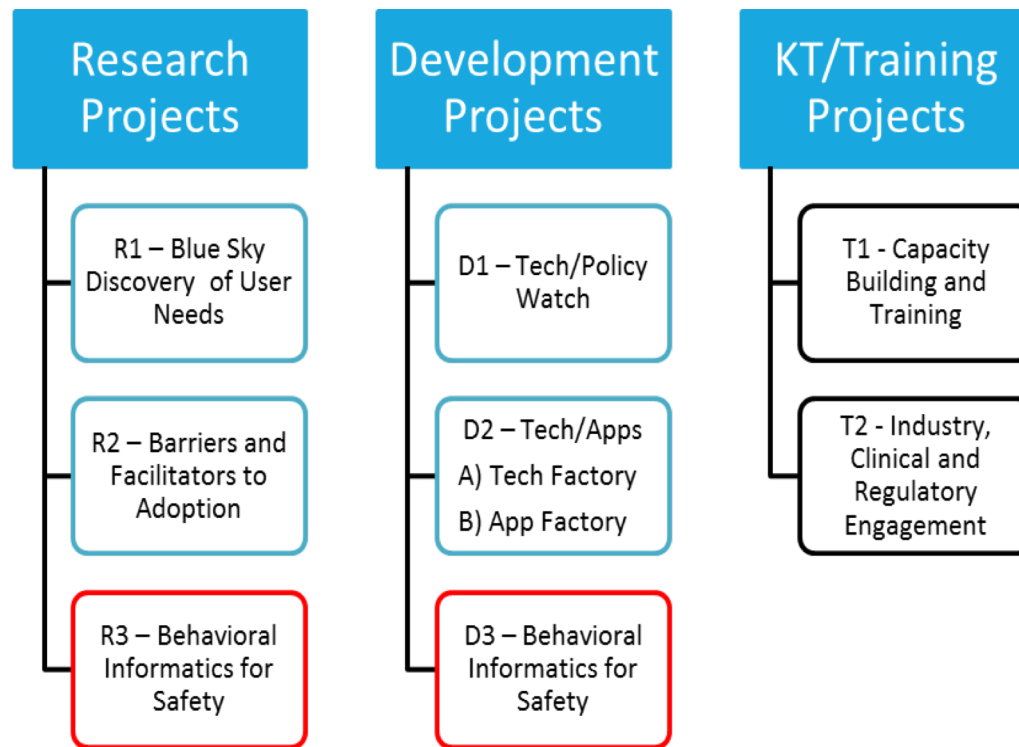 Research
Projects
R1 – Blue Sky
Discovery of User
Needs
R2 – Barriers and
Facilitators to
Adoption
R3 – Behavioral
Informatics for
Safety
Development
Projects
D1 – Tech/Policy
Watch
D2 – Tech/Apps
A) Tech Factory
B) App Factory
D3 – Behavioral
Informatics for
Safety
KT/Training
Projects
T1 - Capacity
Building and
Training
T2 - Industry,
Clinical and
Regulatory
Engagement